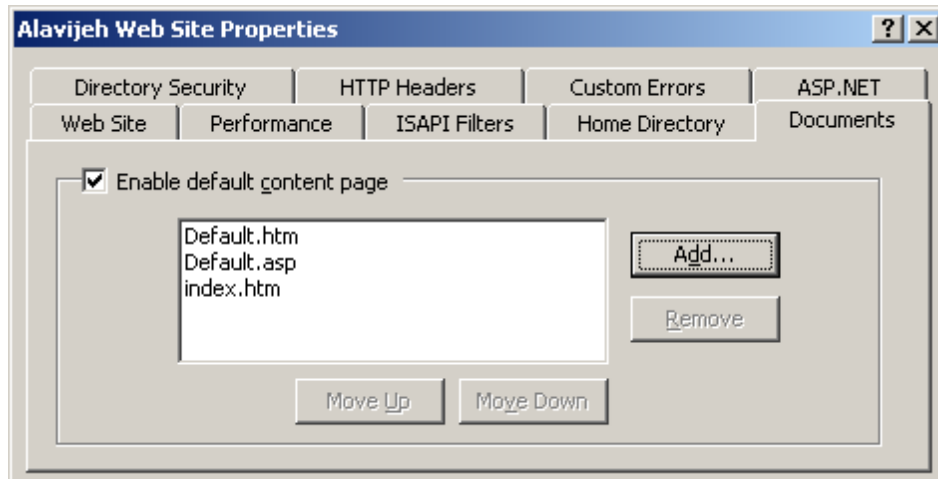 Alavijeh Web Site Properties
Directory Security HTTP Headers Custom Errors ASP.NET
Web Site Performance ISAPI Filters Home Directory Documents
Enable default content page
Default.htm
Default.asp
index.htm
Add...
Remove
Move Up Move Down